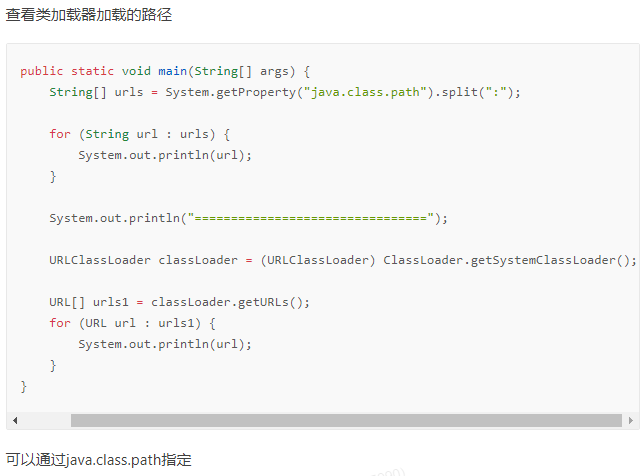 查看类加载器加载的路径
public static void main(String[] args) {
    String[] urls = System.getProperty("java.class.path").split(":");
    for (String url : urls) {
        System.out.println(url);
    }
    System.out.println("================================");
    URLClassLoader classLoader = (URLClassLoader) ClassLoader.getSystemClassLoader();
    URL[] urls1 = classLoader.getURLs();
    for (URL url : urls1) {
        System.out.println(url);
    }
}
可以通过java.class.path指定